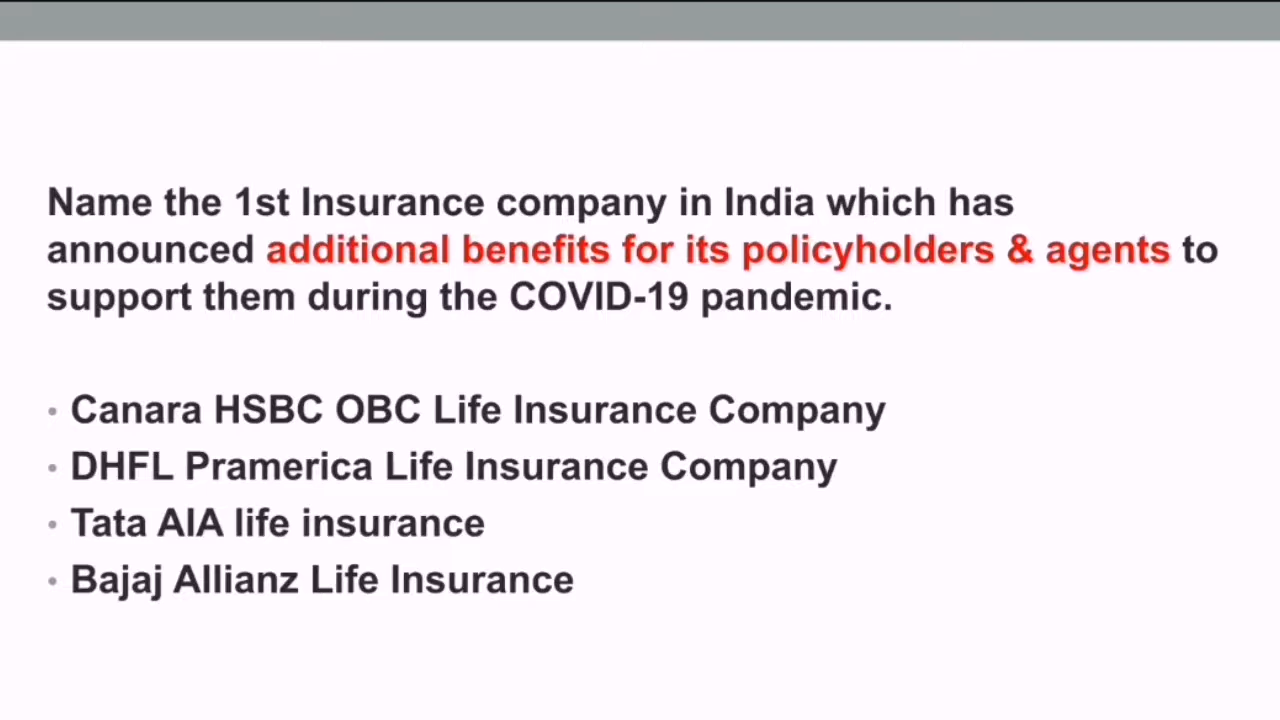 Name the 1st Insurance company in India which has
announced additional benefits for its policyholders & agents to
support them during the COVID-19 pandemic.
• Canara HSBC OBC Life Insurance Company
• DHFL Pramerica Life Insurance Company
• Tata AIA life insurance
• Bajaj Allianz Life Insurance